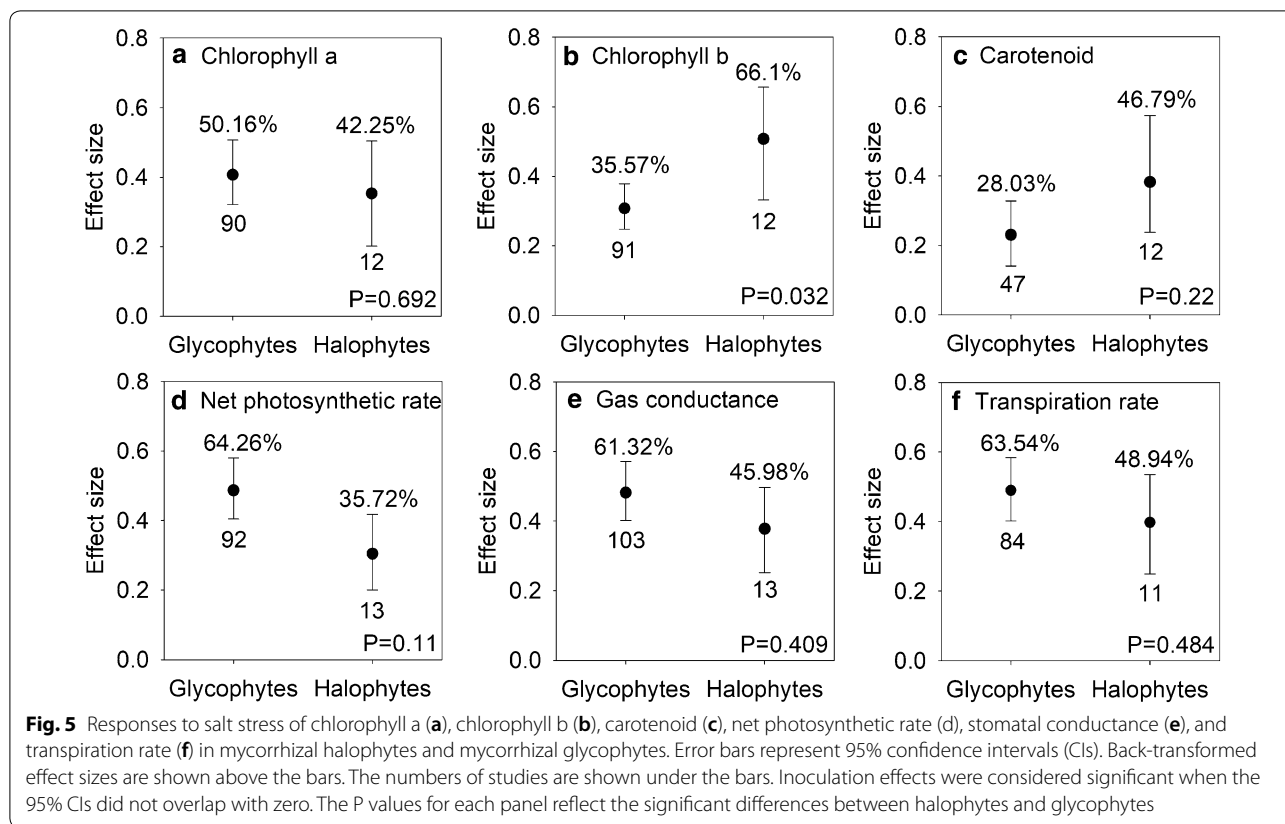 a Chlorophyll a
0.8
0.6
0.4
0.2
0.0
Effect size
50.16%
42.25%
90
12
P=0.692
Glycophytes Halophytes
b Chlorophyll b
0.8
0.6
0.4
0.2
0.0
Effect size
35.57%
66.1%
91
12
P=0.032
Glycophytes Halophytes
c Carotenoid
0.8
0.6
0.4
0.2
0.0
Effect size
28.03%
46.79%
47
12
P=0.22
Glycophytes Halophytes
d Net photosynthetic rate
0.8
0.6
0.4
0.2
0.0
Effect size
64.26%
35.72%
92
13
P=0.11
Glycophytes Halophytes
e Gas conductance
0.8
0.6
0.4
0.2
0.0
Effect size
61.32%
45.98%
103
13
P=0.409
Glycophytes Halophytes
f Transpiration rate
0.8
0.6
0.4
0.2
0.0
Effect size
63.54%
48.94%
84
11
P=0.484
Glycophytes Halophytes
Fig. 5 Responses to salt stress of chlorophyll a (a), chlorophyll b (b), carotenoid (c), net photosynthetic rate (d), stomatal conductance (e), and
transpiration rate (f) in mycorrhizal halophytes and mycorrhizal glycophytes. Error bars represent 95% confidence intervals (CIs). Back-transformed
effect sizes are shown above the bars. The numbers of studies are shown under the bars. Inoculation effects were considered significant when the
95% CIs did not overlap with zero. The P values for each panel reflect the significant differences between halophytes and glycophytes